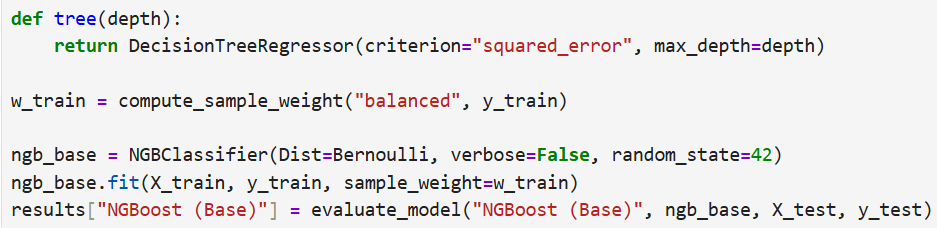 def tree(depth):
    return DecisionTreeRegressor(criterion="squared_error", max_depth=depth)
w_train = compute_sample_weight("balanced", y_train)
ngb_base = NGBClassifier(Dist=Bernoulli, verbose=False, random_state=42)
ngb_base.fit(X_train, y_train, sample_weight=w_train)
results["NGBoost (Base)"] = evaluate_model("NGBoost (Base)", ngb_base, X_test, y_test)